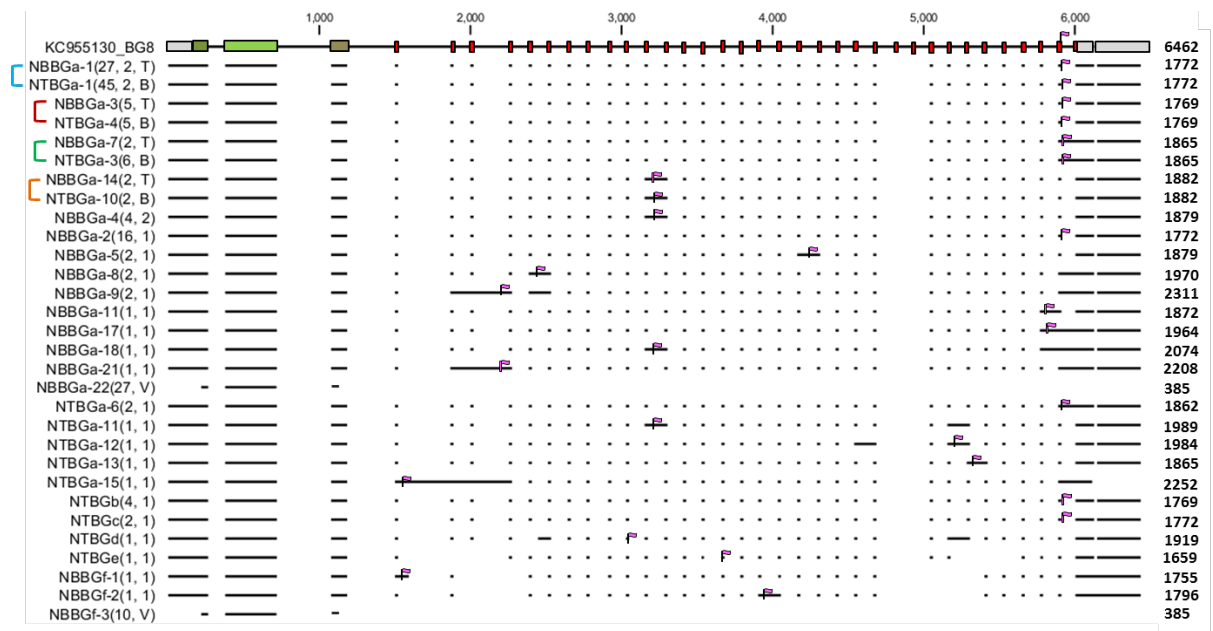 1,000 2,000 3,000 4,000 5,000 6,000
KC955130_BG8 6462
NBBGa-1(27, 2, T) 1772
NTBGa-1(45, 2, B) 1772
NBBGa-3(5, T) 1769
NTBGa-4(5, B) 1769
NBBGa-7(2, T) 1865
NTBGa-3(6, B) 1865
NBBGa-14(2, T) 1882
NTBGa-10(2, B) 1882
NBBGa-4(4, 2) 1879
NBBGa-2(16, 1) 1772
NBBGa-5(2, 1) 1879
NBBGa-8(2, 1) 1970
NBBGa-9(2, 1) 2311
NBBGa-11(1, 1) 1872
NBBGa-17(1, 1) 1964
NBBGa-18(1, 1) 2074
NBBGa-21(1, 1) 2208
NBBGa-22(27, V) 385
NTBGa-6(2, 1) 1862
NTBGa-11(1, 1) 1989
NTBGa-12(1, 1) 1984
NTBGa-13(1, 1) 1865
NTBGa-15(1, 1) 2252
NTBGb(4, 1) 1769
NTBGc(2, 1) 1772
NTBGd(1, 1) 1919
NTBGe(1, 1) 1659
NBBGf-1(1, 1) 1755
NBBGf-2(1, 1) 1796
NBBGf-3(10, V) 385